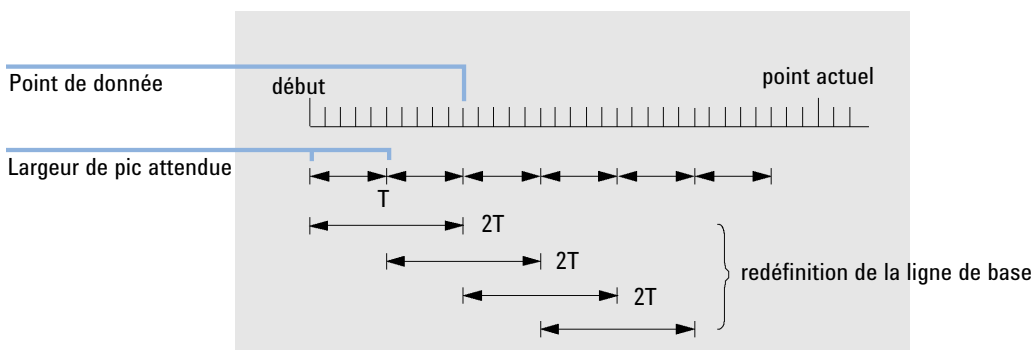 Point de donnée
début
point actuel
Largeur de pic attendue
T
2T
2T
redéfinition de la ligne de base
2T